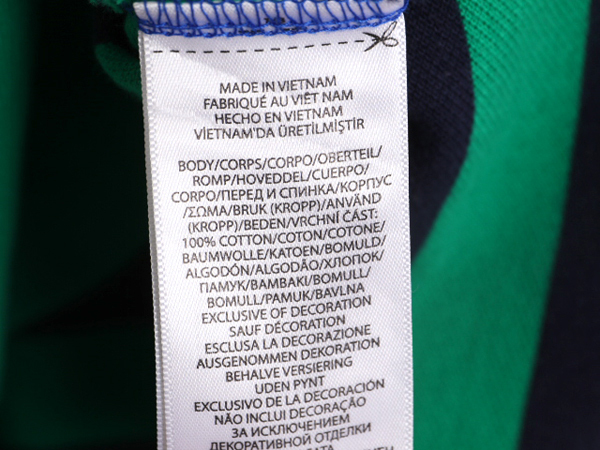 MADE IN VIETNAM
FABRIQUÉ AU VIÊT NAM
HECHO EN VIETNAM
VİETNAM'DA ÜRETİLMİŞTİR
BODY/CORPS/CORPO/OBERTEIL/
ROMP/HOVEDDEL/CUERPO/
CORPO/ПЕРЕД И СПИНКА/КОРПУС
/ΣΩΜΑ/BRUK (KROPP)/ANVÄND
(KROPP)/BEDEN/VRCHNÍ ČÁST:
100% COTTON/COTON/COTONE/
BAUMWOLLE/KATOEN/BOMULD/
ALGODÓN/ALGODÃO/ХЛОПОК/
ПАМУК/ΒΑΜΒΑΚΙ/BOMULL/
BOMULL/PAMUK/BAVLNA
EXCLUSIVE OF DECORATION
SAUF DÉCORATION
ESCLUSA LA DECORAZIONE
AUSGENOMMEN DEKORATION
BEHALVE VERSIERING
UDEN PYNT
EXCLUSIVO DE LA DECORACIÓN
NÃO INCLUI DECORAÇÃO
ЗА ИСКЛЮЧЕНИЕМ
ДЕКОРАТИВНОЙ ОТДЕЛКИ